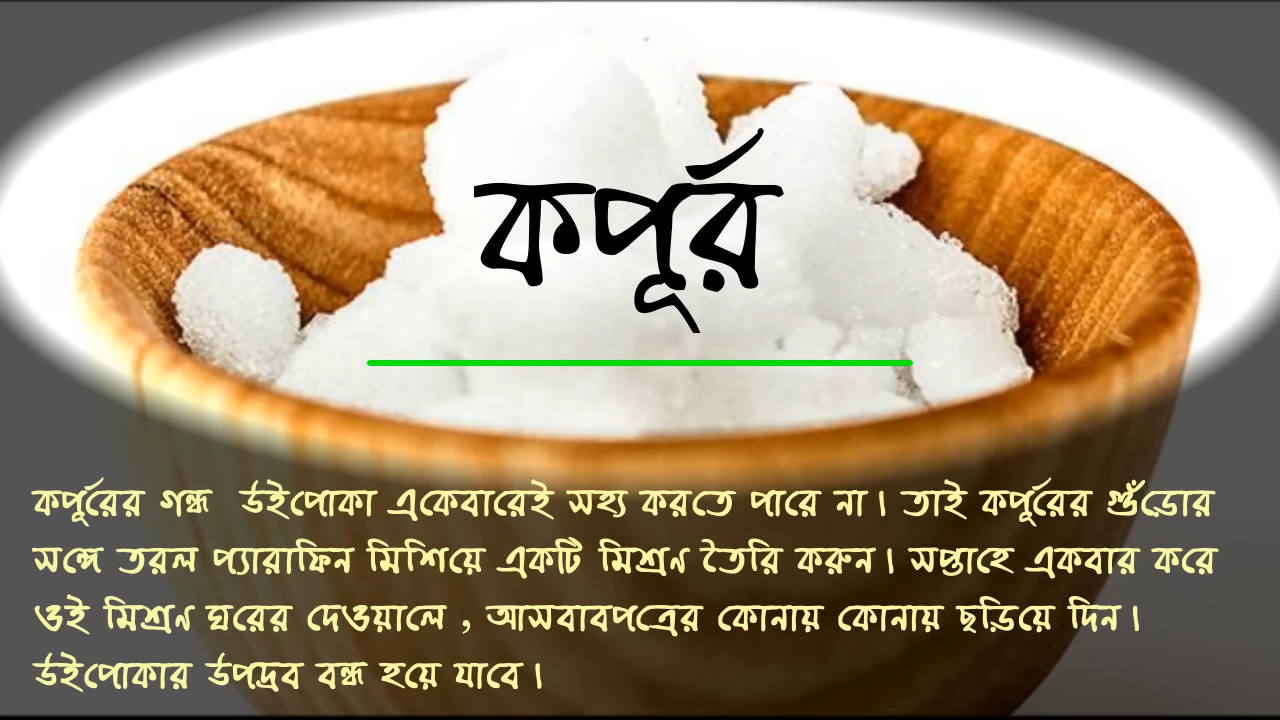 কর্পূর
কর্পূরের গন্ধ উইপোকা একেবারেই সহ্য করতে পারে না। তাই কর্পূরের গুঁড়োর
সঙ্গে তরল প্যারাফিন মিশিয়ে একটি মিশ্রণ তৈরি করুন। সপ্তাহে একবার করে
ওই মিশ্রণ ঘরের দেওয়ালে , আসবাবপত্রের কোনায় কোনায় ছড়িয়ে দিন।
উইপোকার উপদ্রব বন্ধ হয়ে যাবে।